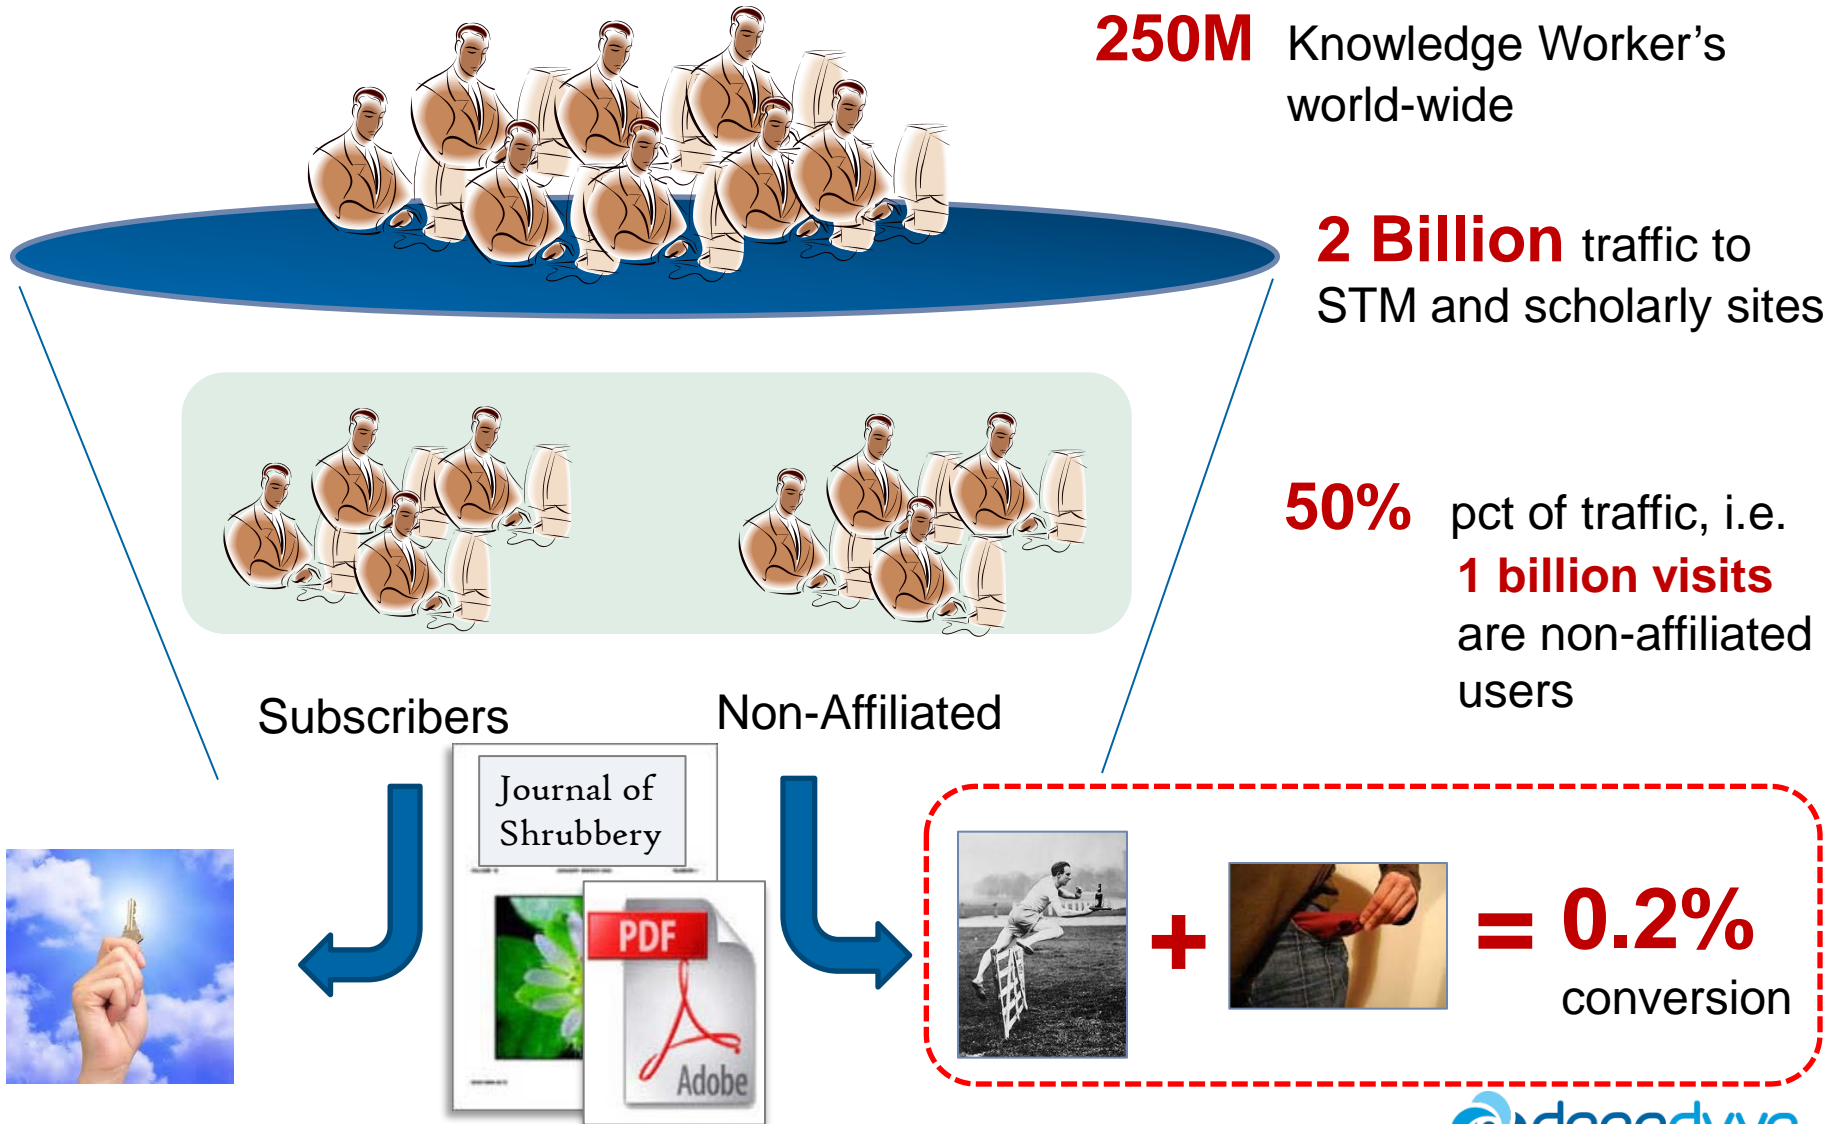 250M Knowledge Worker's
world-wide
2 Billion traffic to
STM and scholarly sites
50% pct of traffic, i.e.
1 billion visits
are non-affiliated
users
Subscribers
Non-Affiliated
Journal of
Shrubbery
PDF
Adobe
+
= 0.2%
conversion